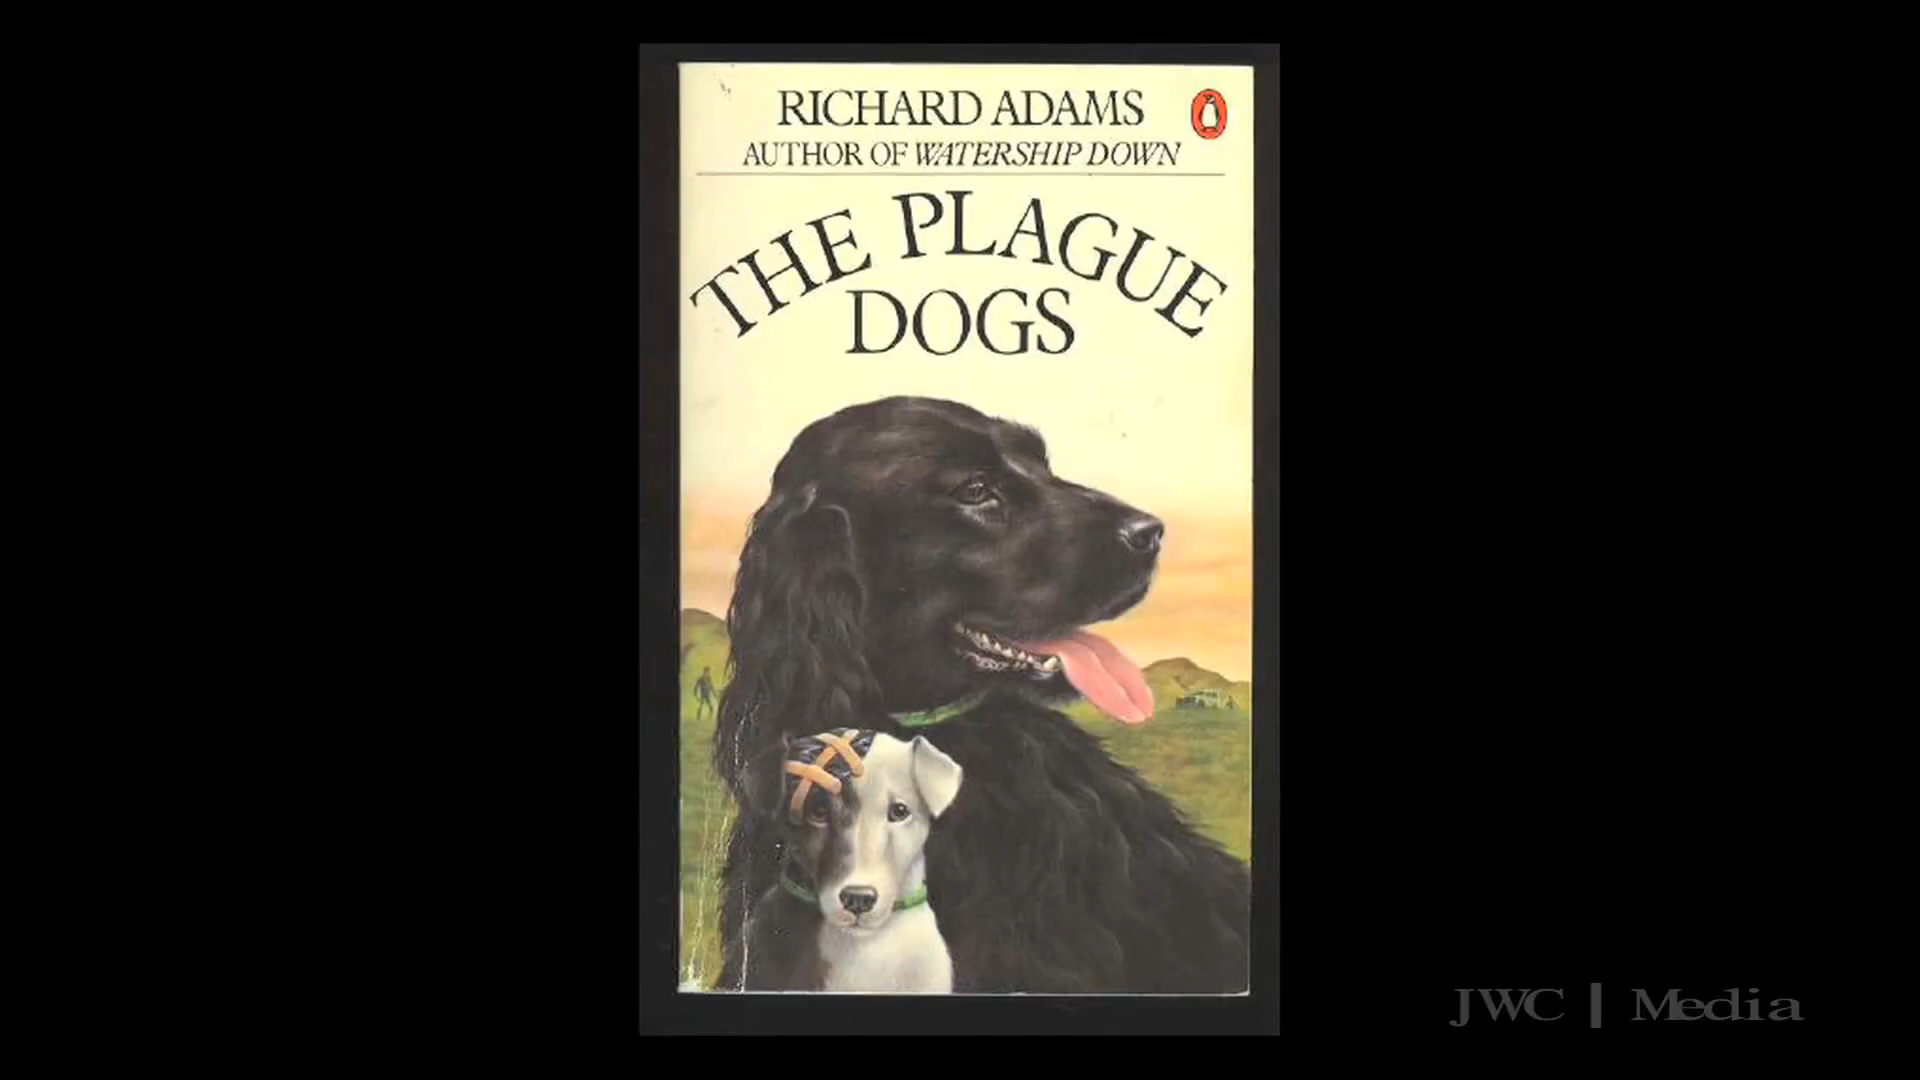 RICHARD ADAMS
AUTHOR OF WATERSHIP DOWN
THE PLAGUE
DOGS
JWC | Media